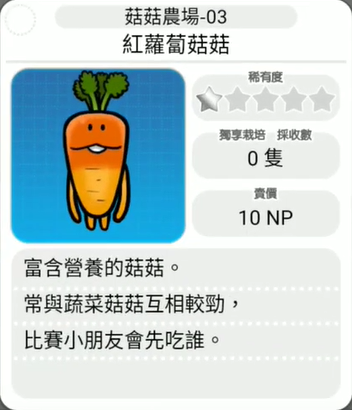 菇菇農場-03
紅蘿蔔菇菇
稀有度
獨享栽培 採收數
0 隻
賣價
10 NP
富含營養的菇菇。
常與蔬菜菇菇互相較勁，
比賽小朋友會先吃誰。